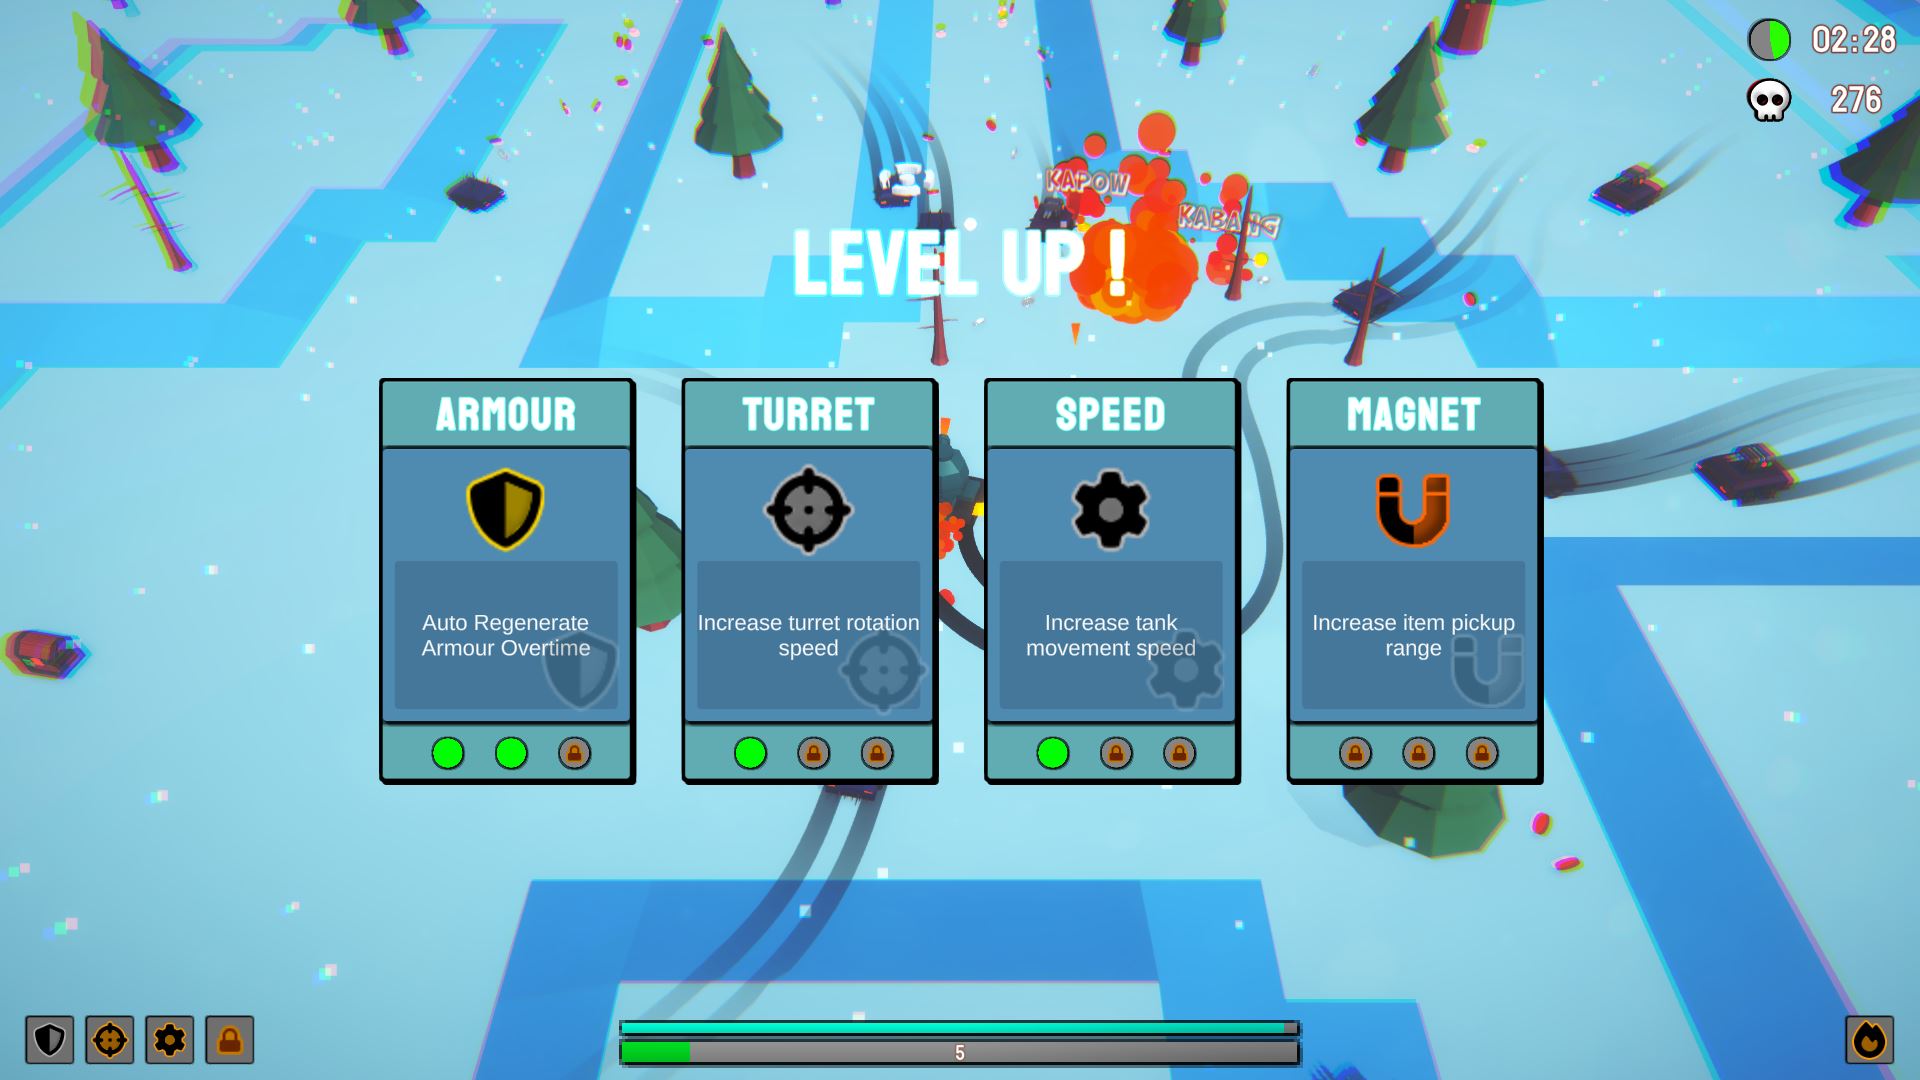 02:28
276
KAPOW
KABANG
LEVEL UP !
ARMOUR
TURRET
SPEED
MAGNET
Auto Regenerate
Armour Overtime
Increase turret rotation
speed
Increase tank
movement speed
Increase item pickup
range
5